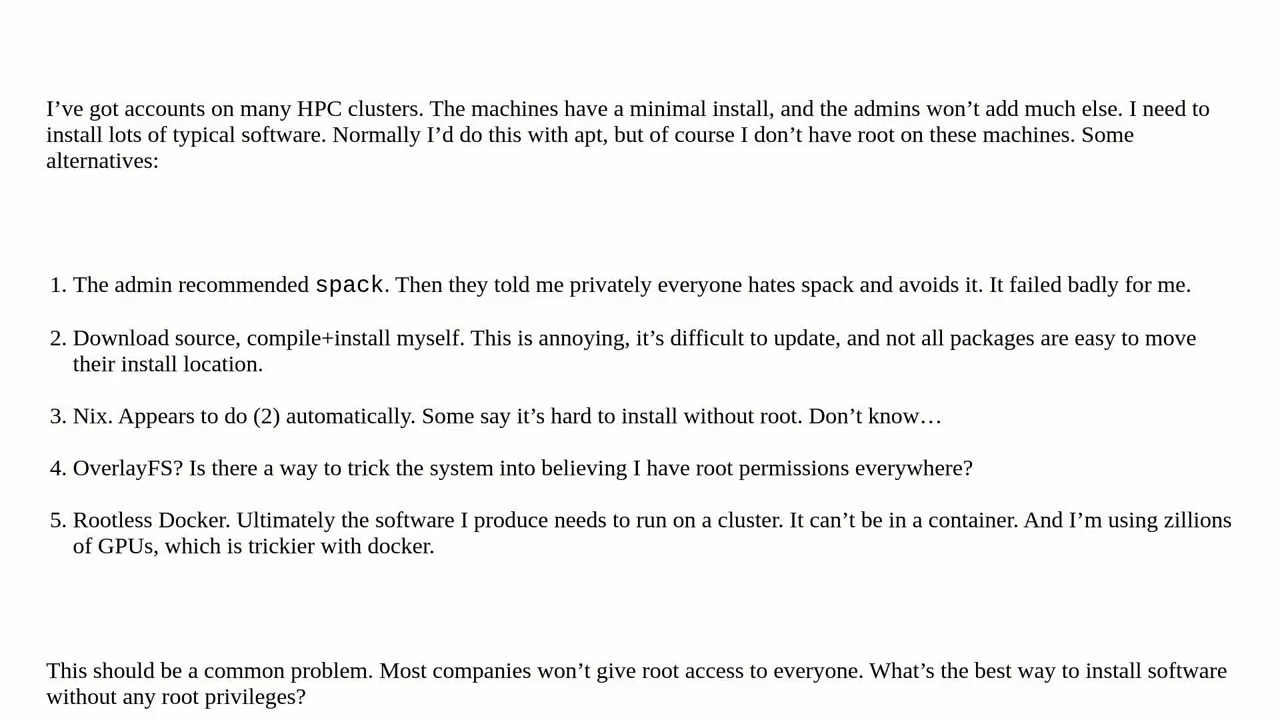 I’ve got accounts on many HPC clusters. The machines have a minimal install, and the admins won’t add much else. I need to
install lots of typical software. Normally I’d do this with apt, but of course I don’t have root on these machines. Some
alternatives:
1. The admin recommended spack. Then they told me privately everyone hates spack and avoids it. It failed badly for me.
2. Download source, compile+install myself. This is annoying, it’s difficult to update, and not all packages are easy to move
their install location.
3. Nix. Appears to do (2) automatically. Some say it’s hard to install without root. Don’t know…
4. OverlayFS? Is there a way to trick the system into believing I have root permissions everywhere?
5. Rootless Docker. Ultimately the software I produce needs to run on a cluster. It can’t be in a container. And I’m using zillions
of GPUs, which is trickier with docker.
This should be a common problem. Most companies won’t give root access to everyone. What’s the best way to install software
without any root privileges?